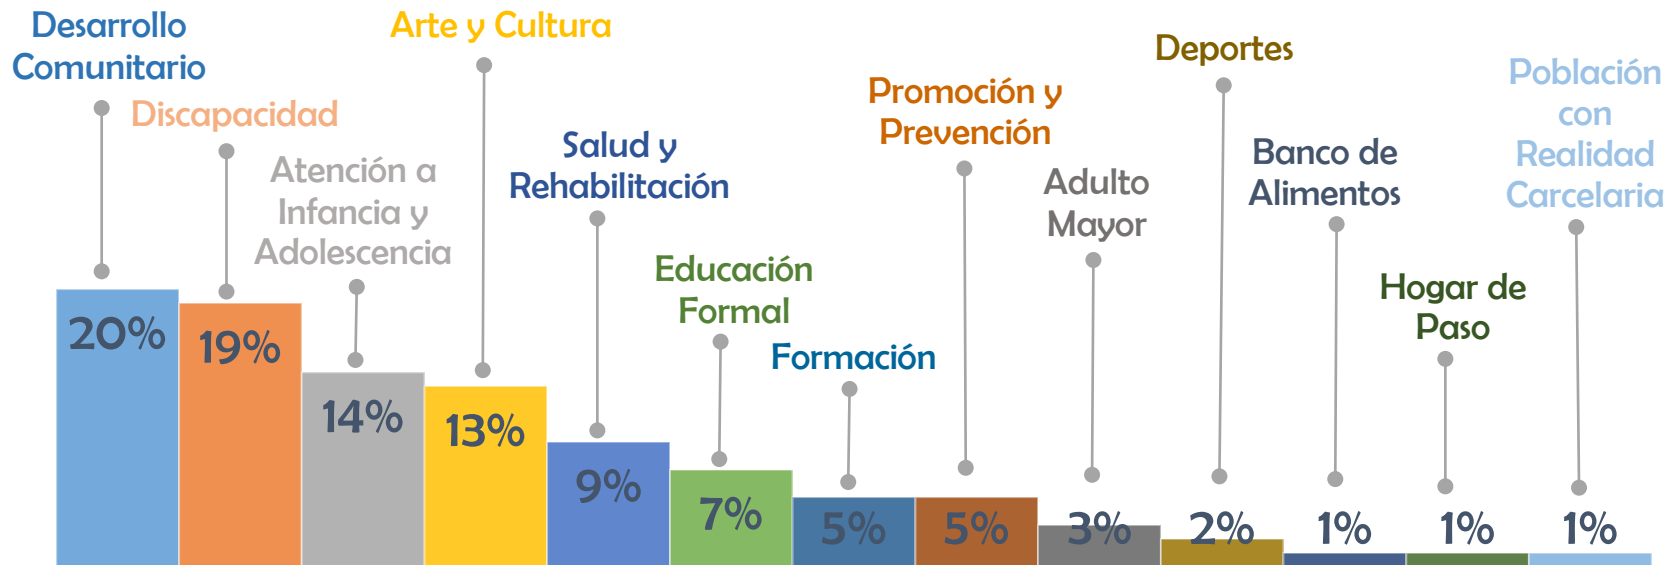 Desarrollo
Comunitario
Discapacidad
Atención a
Infancia y
Adolescencia
Arte y Cultura
Salud y
Rehabilitación
Educación
Formal
Formación
Promoción y
Prevención
Adulto
Mayor
Deportes
Banco de
Alimentos
Hogar de
Paso
Población
con
Realidad
Carcelaria
20%
19%
14%
13%
9%
7%
5%
5%
3%
2%
1%
1%
1%